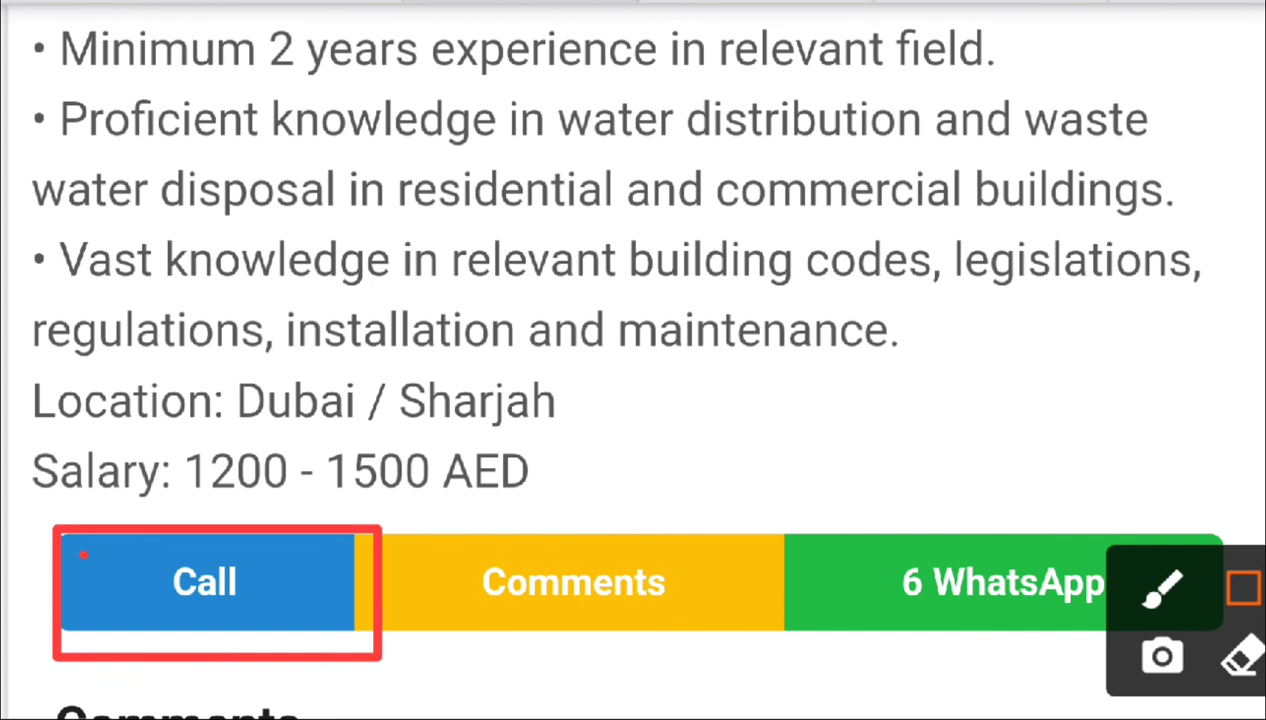 • Minimum 2 years experience in relevant field.
• Proficient knowledge in water distribution and waste
water disposal in residential and commercial buildings.
• Vast knowledge in relevant building codes, legislations,
regulations, installation and maintenance.
Location: Dubai / Sharjah
Salary: 1200 - 1500 AED
Call Comments 6 WhatsApp
Comments